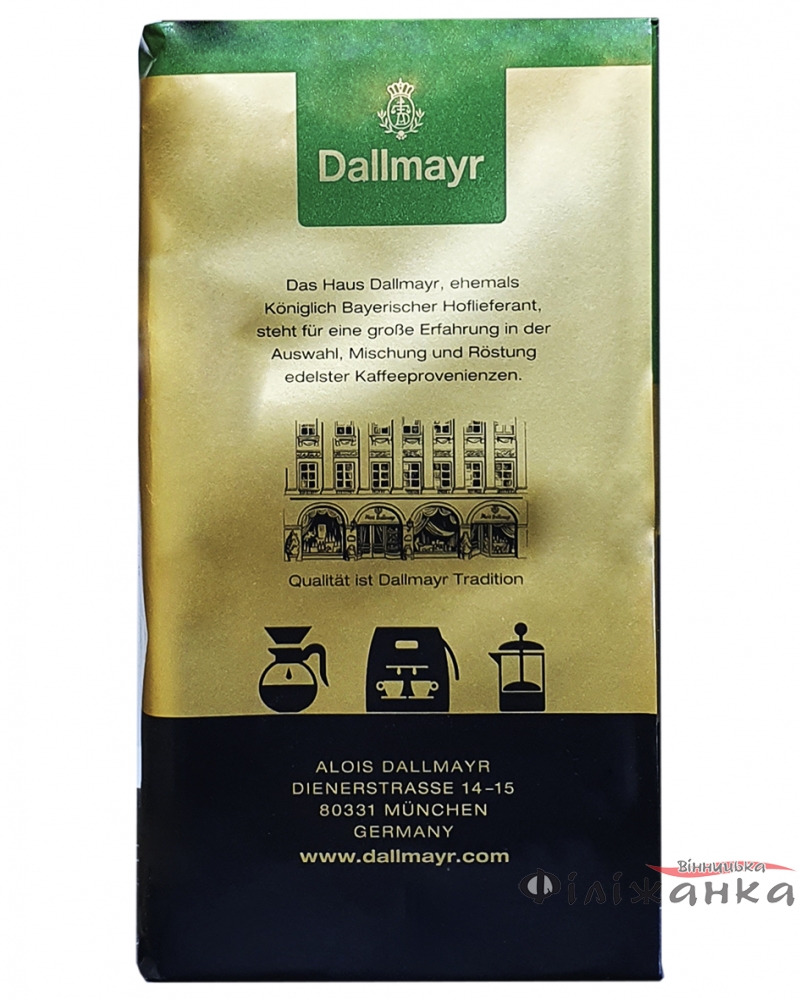 Dallmayr
Das Haus Dallmayr, ehemals
Königlich Bayerischer Hoflieferant,
steht für eine große Erfahrung in der
Auswahl, Mischung und Röstung
edelster Kaffeeprovenienzen.
Qualität ist Dallmayr Tradition
ALOIS DALLMAYR
DIENERSTRASSE 14–15
80331 MÜNCHEN
GERMANY
www.dallmayr.com
Вінницька
Філіжанка